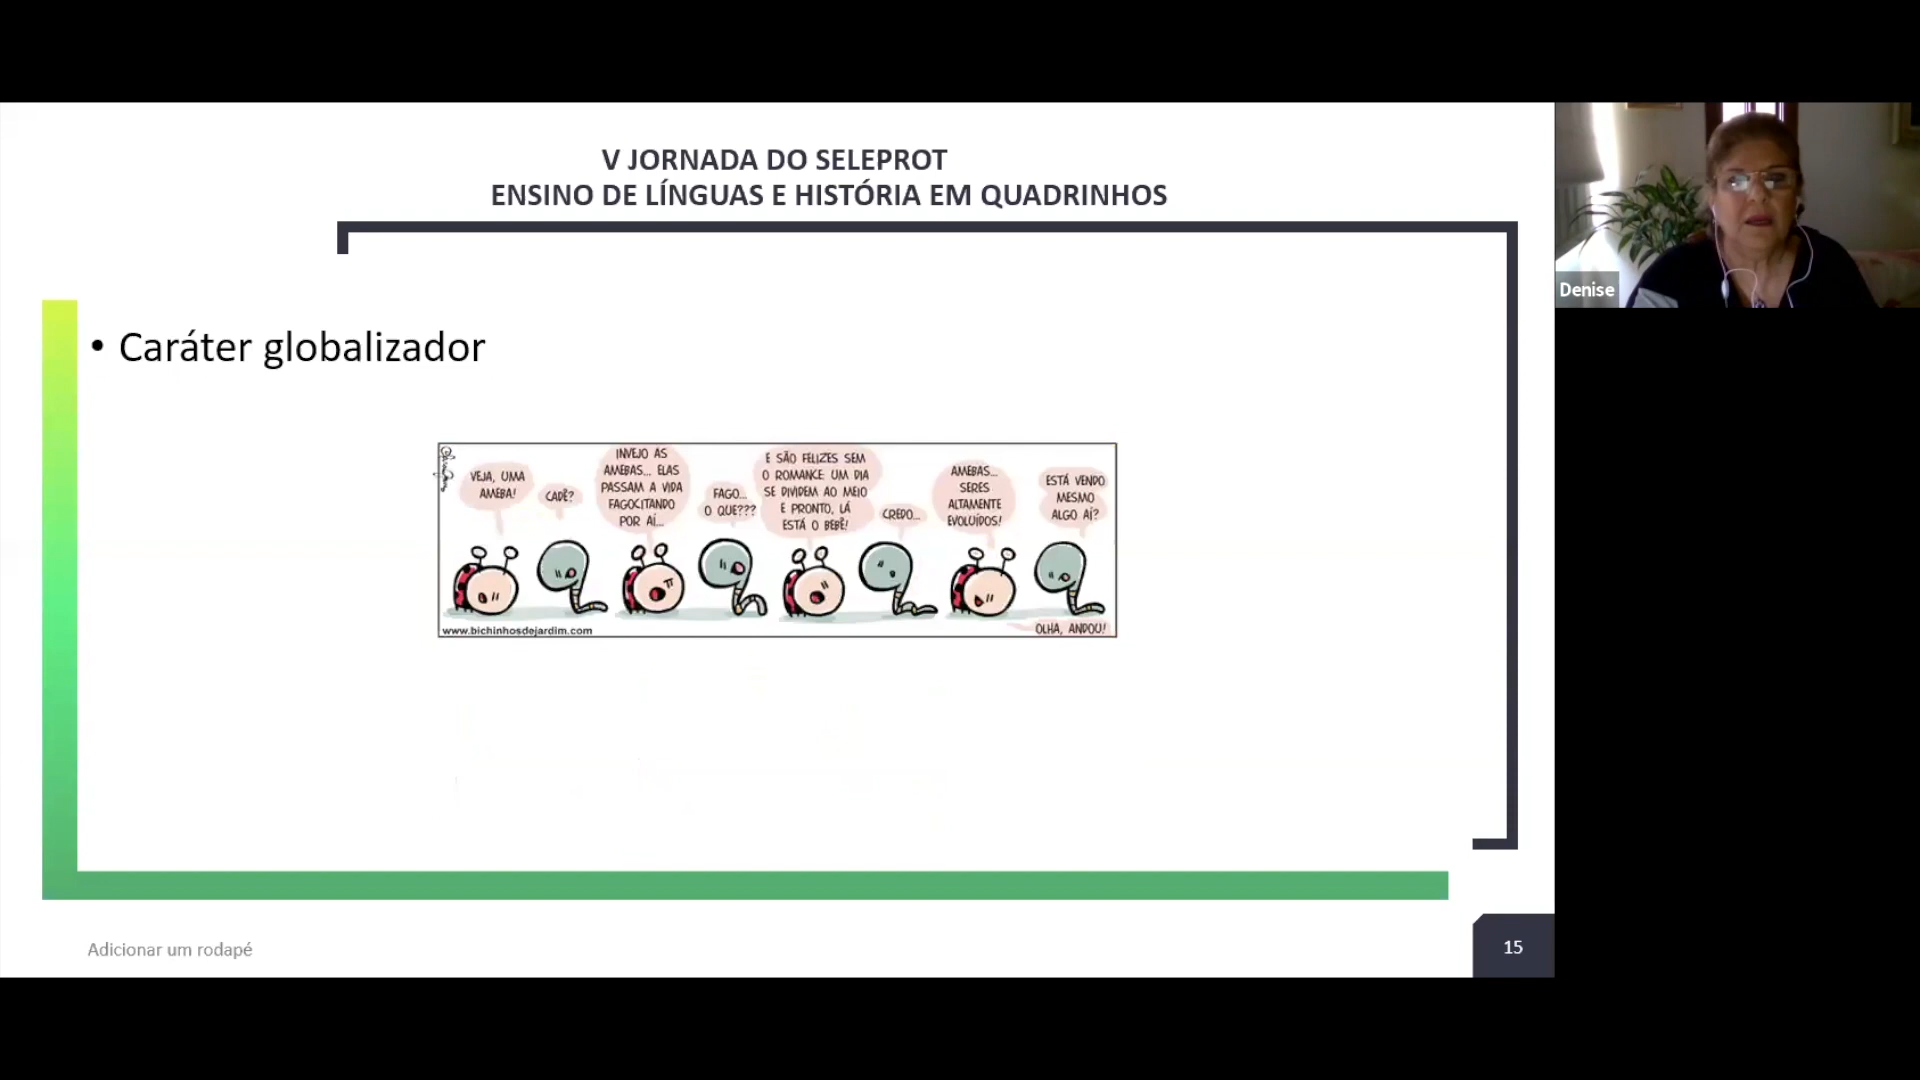 V JORNADA DO SELEPROT
ENSINO DE LÍNGUAS E HISTÓRIA EM QUADRINHOS
Denise
• Caráter globalizador
VEJA, UMA
AMEBA!
CADÊ?
INVEJO AS
AMEBAS... ELAS
PASSAM A VIDA
FAGOCITANDO
POR AÍ...
FAGO...
O QUE???
E SÃO FELIZES SEM
O ROMANCE. UM DIA
SE DIVIDEM AO MEIO
E PRONTO, LÁ
ESTÁ O BEBÊ!
CREDO...
AMEBAS...
SERES
ALTAMENTE
EVOLUÍDOS!
ESTÁ VENDO
MESMO
ALGO AÍ?
OLHA, ANDOU!
www.bichinhosdejardim.com
Adicionar um rodapé
15